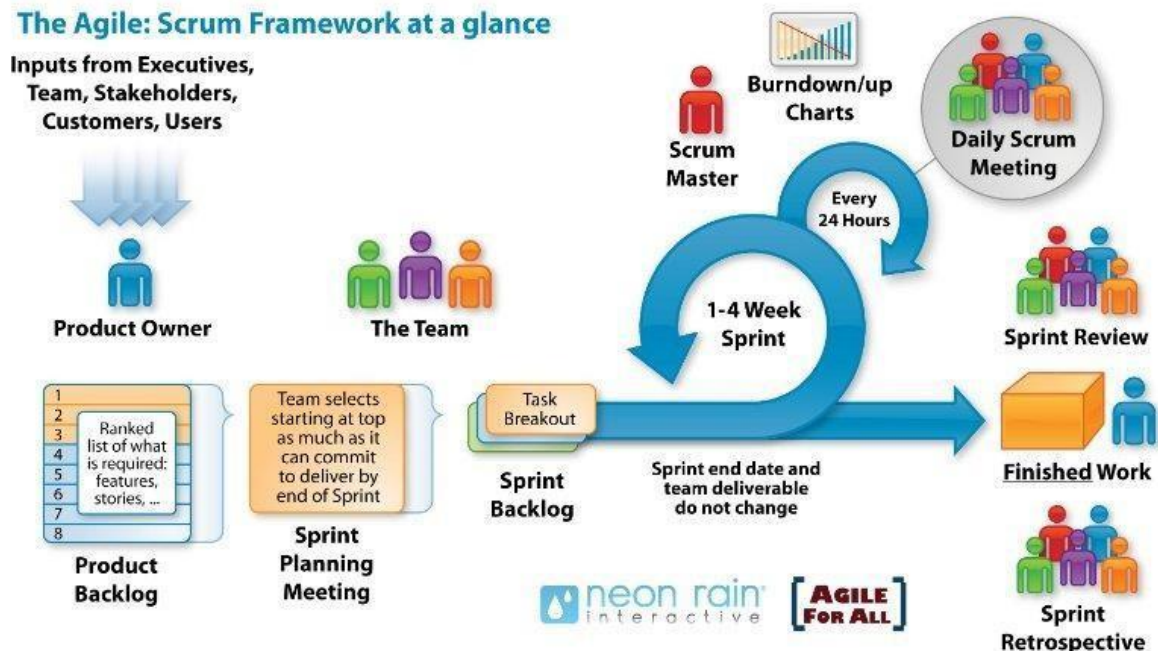 The Agile: Scrum Framework at a glance
Inputs from Executives,
Team, Stakeholders,
Customers, Users
Product Owner
The Team
Scrum
Master
Burndown/up
Charts
Daily Scrum
Meeting
Every
24 Hours
1-4 Week
Sprint
Sprint Review
1
2
3
4
5
6
7
8
Ranked
list of what
is required:
features,
stories, ...
Product
Backlog
Team selects
starting at top
as much as it
can commit
to deliver by
end of Sprint
Sprint
Planning
Meeting
Task
Breakout
Sprint
Backlog
Sprint end date and
team deliverable
do not change
Finished Work
Sprint
Retrospective
neon rain®
interactive
AGILE
FOR ALL